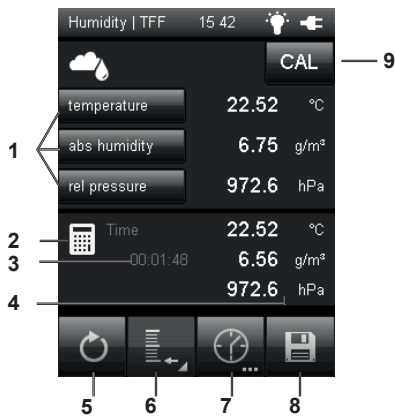 Humidity | TFF 15 42
CAL
9
temperature 22.52 °C
1
abs humidity 6.75 g/m³
rel pressure 972.6 hPa
2
Time 22.52 °C
3
00:01:48 6.56 g/m³
4
972.6 hPa
5 6 7 8